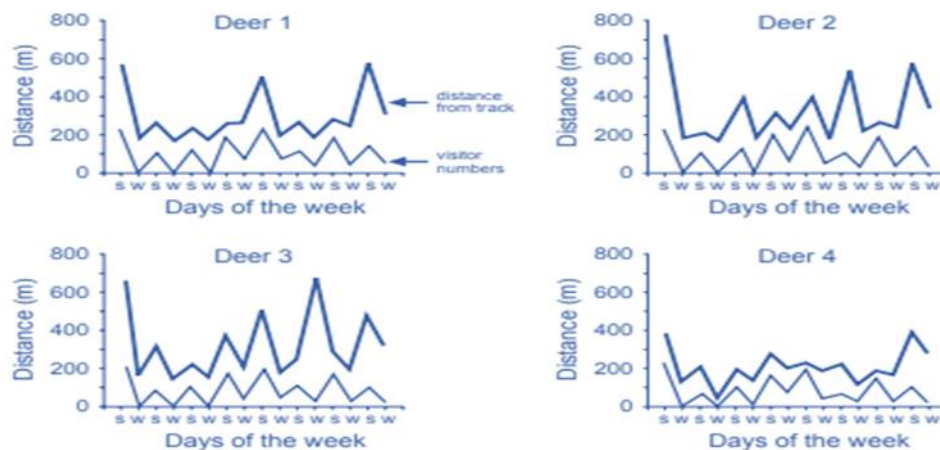 Deer 1
800
600
400
200
0
Distance (m)
distance
from track
visitor
numbers
s w s w s w s w s w s w s w s w
Days of the week
Deer 2
800
600
400
200
0
Distance (m)
s w s w s w s w s w s w s w s w
Days of the week
Deer 3
800
600
400
200
0
Distance (m)
s w s w s w s w s w s w s w s w
Days of the week
Deer 4
800
600
400
200
0
Distance (m)
s w s w s w s w s w s w s w s w
Days of the week